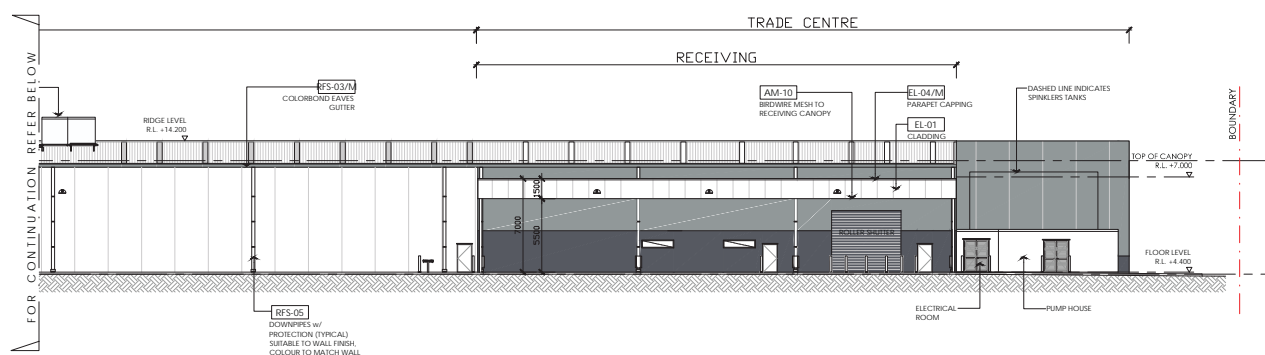 TRADE CENTRE
RECEIVING
FOR CONTINUATION REFER BELOW
RFS-03/M
COLORBOND EAVES
GUTTER
RIDGE LEVEL
R.L. +14.200
AM-10
BIRDWIRE MESH TO
RECEIVING CANOPY
EL-04/M
PARAPET CAPPING
EL-01
CLADDING
DASHED LINE INDICATES
SPINKLERS TANKS
BOUNDARY
TOP OF CANOPY
R.L. +7.000
1500
7000
5500
ROLLER SHUTTER
FLOOR LEVEL
R.L. +4.400
RFS-05
DOWNPIPES w/
PROTECTION (TYPICAL)
SUITABLE TO WALL FINISH,
COLOUR TO MATCH WALL
ELECTRICAL
ROOM
PUMP HOUSE